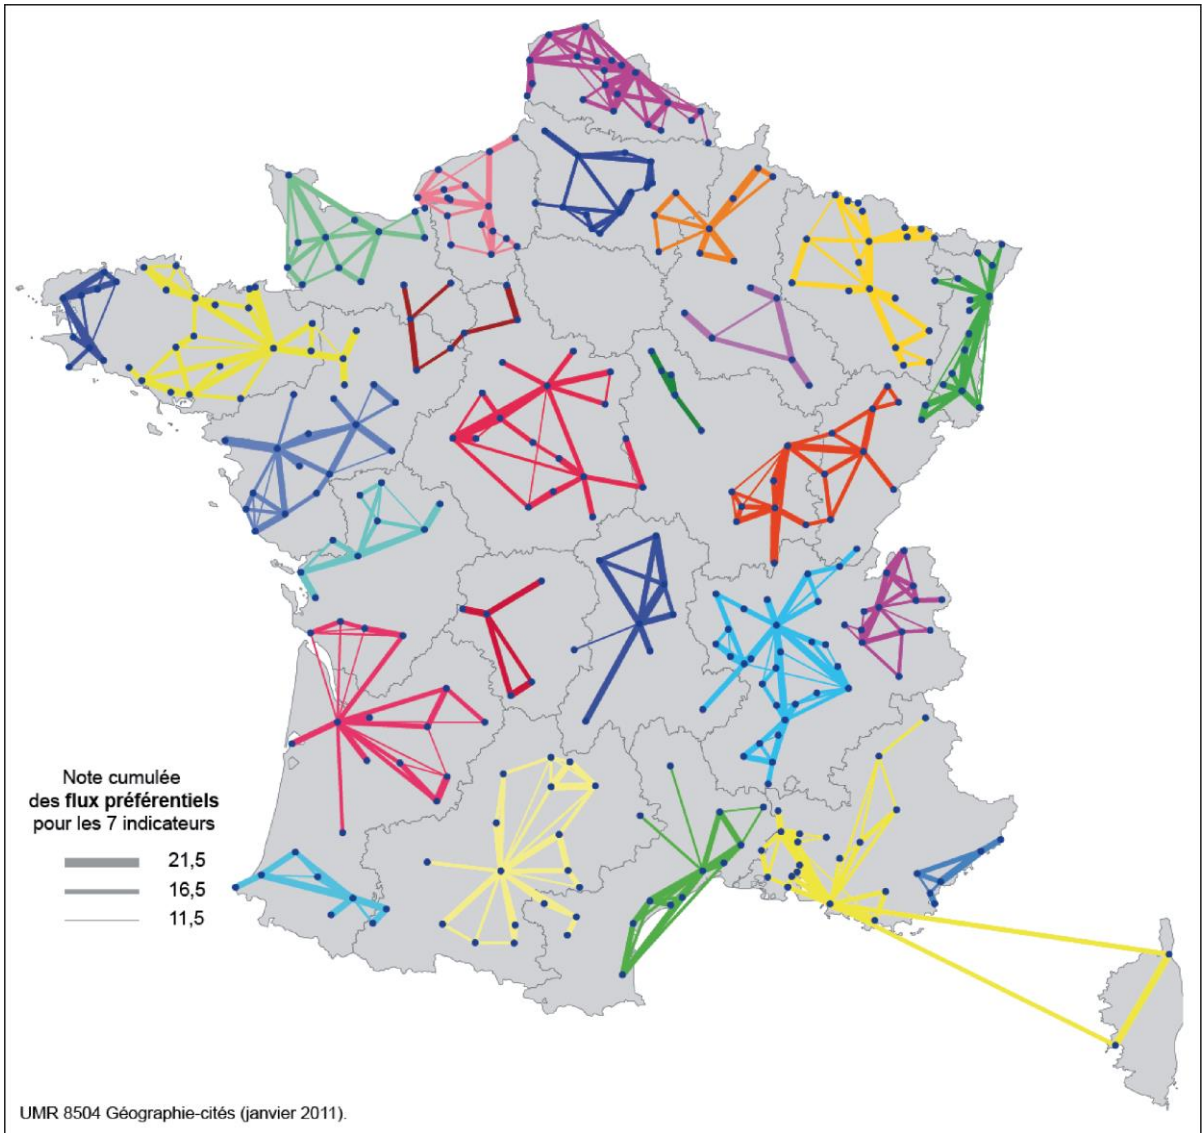 Note cumulée
des flux préférentiels
pour les 7 indicateurs
21,5
16,5
11,5
UMR 8504 Géographie-cités (janvier 2011).